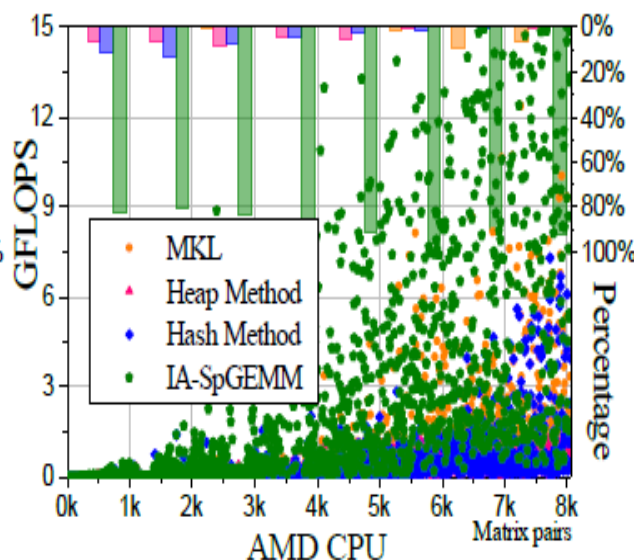 15
12
9
6
3
0
GFLOPS
0%
20%
40%
60%
80%
100%
Percentage
MKL
Heap Method
Hash Method
IA-SpGEMM
0k 1k 2k 3k 4k 5k 6k 7k 8k
Matrix pairs
AMD CPU